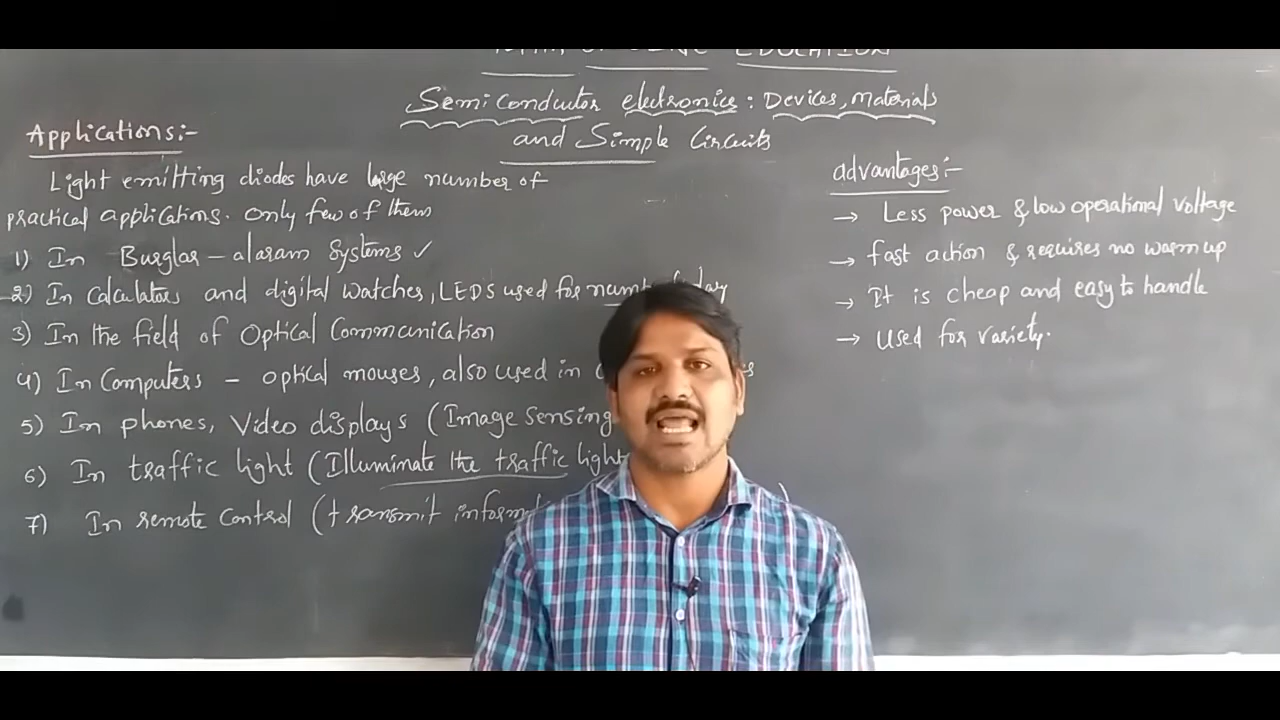 EDUCATION
Semiconductor electronics: Devices, Materials
and Simple Circuits
Applications:-
Light emitting diodes have large number of
practical applications. Only few of them
1) In Burglar – alaram Systems ✓
2) In Calculators and digital watches, LEDS used for
3) In the field of Optical Communication
4) In Computers – optical mouses, also used in
5) In phones, Video displays (Image Sensing
6) In traffic light (Illuminate the traffic light
7) In remote Control (transmit
advantages:-
→ Less power & low operational voltage
→ fast action & requires no warm up
→ It is cheap and easy to handle
→ Used for variety.